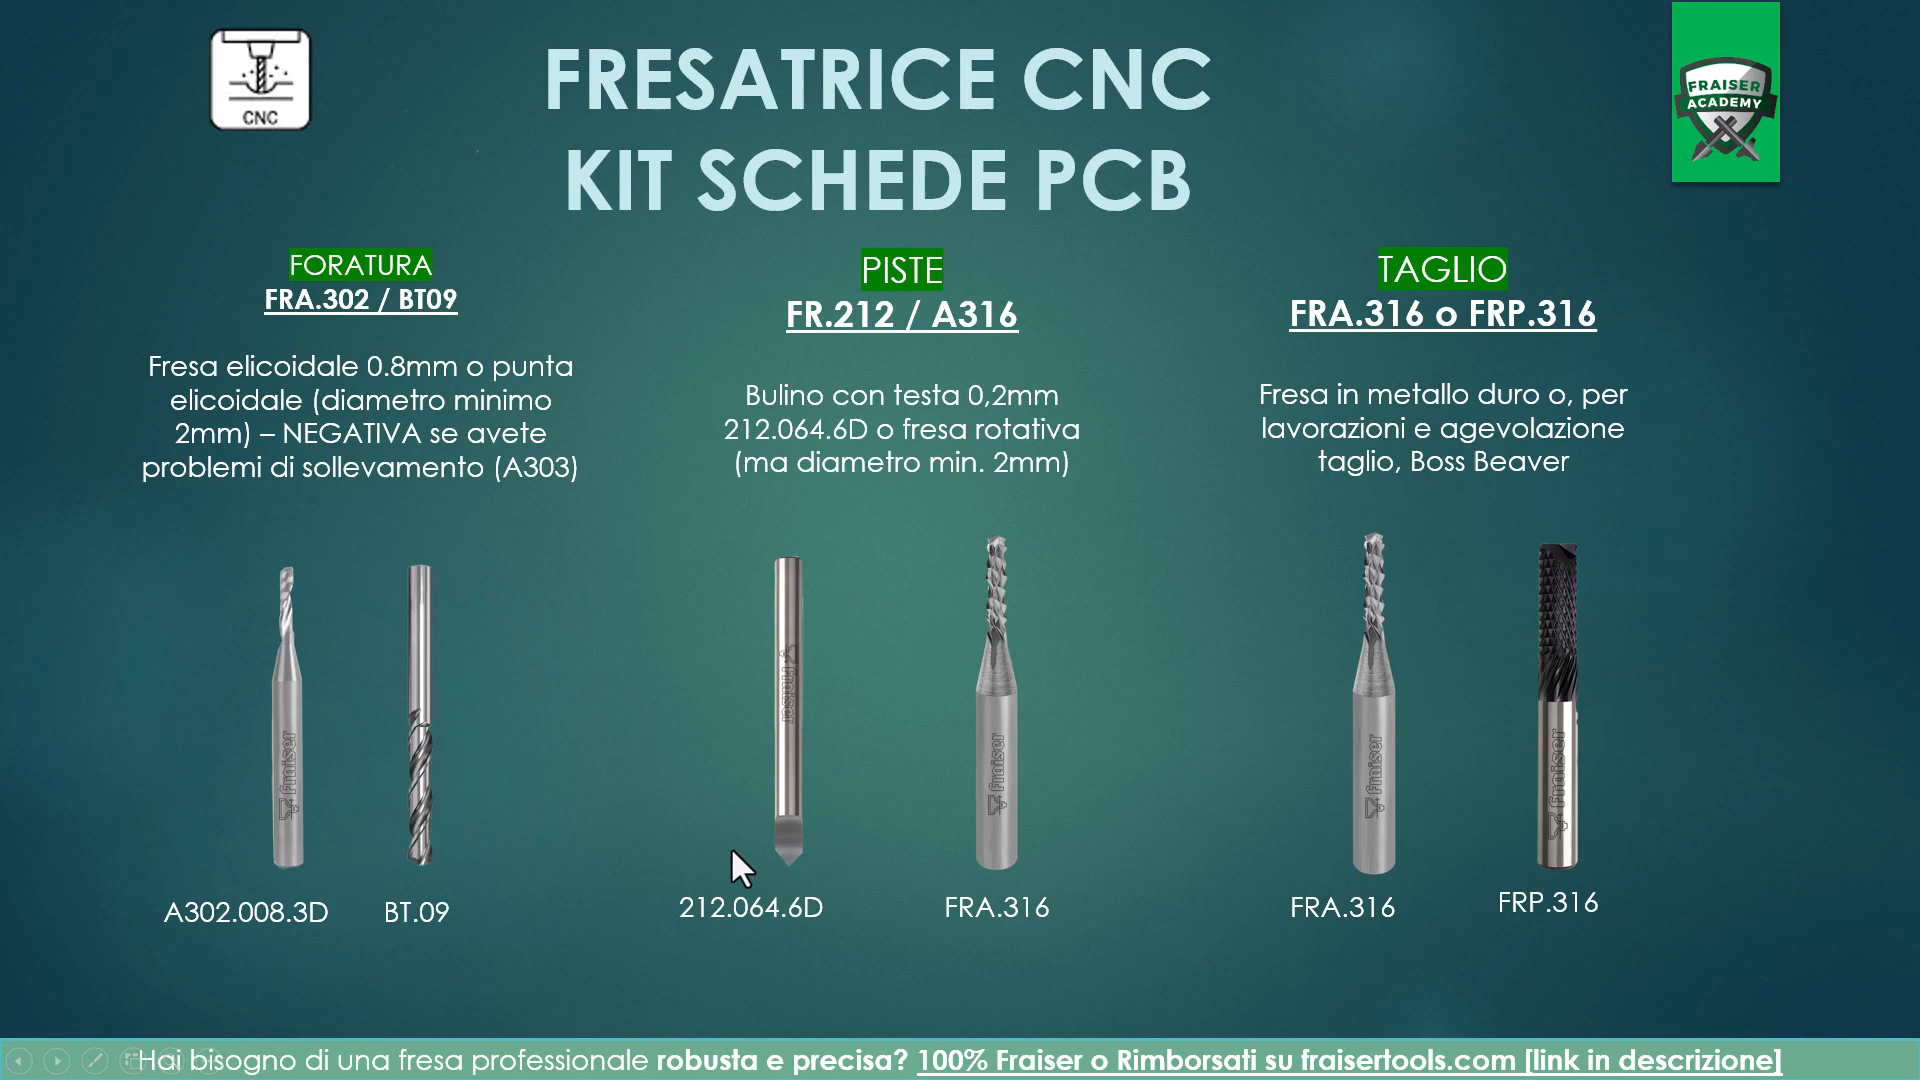 CNC
FRESATRICE CNC
KIT SCHEDE PCB
FRAISER
ACADEMY
FORATURA
FRA.302 / BT09
Fresa elicoidale 0.8mm o punta
elicoidale (diametro minimo
2mm) – NEGATIVA se avete
problemi di sollevamento (A303)
PISTE
FR.212 / A316
Bulino con testa 0,2mm
212.064.6D o fresa rotativa
(ma diametro min. 2mm)
TAGLIO
FRA.316 o FRP.316
Fresa in metallo duro o, per
lavorazioni e agevolazione
taglio, Boss Beaver
fraiser
fraiser
fraiser
fraiser
fraiser
A302.008.3D
BT.09
212.064.6D
FRA.316
FRA.316
FRP.316
Hai bisogno di una fresa professionale robusta e precisa? 100% Fraiser o Rimborsati su fraisertools.com [link in descrizione]